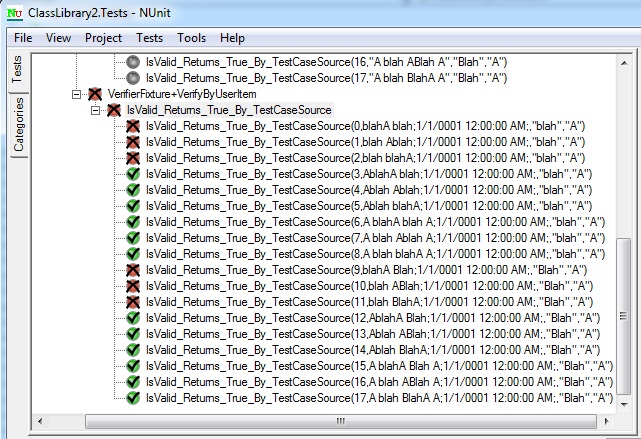 ClassLibrary2.Tests - NUnit
File View Project Tests Tools Help
Tests
Categories
IsValid_Returns_True_By_TestCaseSource(16,"A blah ABlah A","Blah","A")
IsValid_Returns_True_By_TestCaseSource(17,"A blah BlahA A","Blah","A")
VerifierFixture+VerifyByUserItem
IsValid_Returns_True_By_TestCaseSource
IsValid_Returns_True_By_TestCaseSource(0,blahA blah;1/1/0001 12:00:00 AM;,"blah","A")
IsValid_Returns_True_By_TestCaseSource(1,blah Ablah;1/1/0001 12:00:00 AM;,"blah","A")
IsValid_Returns_True_By_TestCaseSource(2,blah blahA;1/1/0001 12:00:00 AM;,"blah","A")
IsValid_Returns_True_By_TestCaseSource(3,AblahA blah;1/1/0001 12:00:00 AM;,"blah","A")
IsValid_Returns_True_By_TestCaseSource(4,Ablah Ablah;1/1/0001 12:00:00 AM;,"blah","A")
IsValid_Returns_True_By_TestCaseSource(5,Ablah blahA;1/1/0001 12:00:00 AM;,"blah","A")
IsValid_Returns_True_By_TestCaseSource(6,A blahA blah;1/1/0001 12:00:00 AM;,"blah","A")
IsValid_Returns_True_By_TestCaseSource(7,A blah Ablah A;1/1/0001 12:00:00 AM;,"blah","A")
IsValid_Returns_True_By_TestCaseSource(8,A blah blahA A;1/1/0001 12:00:00 AM;,"blah","A")
IsValid_Returns_True_By_TestCaseSource(9,blahA Blah;1/1/0001 12:00:00 AM;,"Blah","A")
IsValid_Returns_True_By_TestCaseSource(10,blah ABlah;1/1/0001 12:00:00 AM;,"Blah","A")
IsValid_Returns_True_By_TestCaseSource(11,blah BlahA;1/1/0001 12:00:00 AM;,"Blah","A")
IsValid_Returns_True_By_TestCaseSource(12,AblahA Blah;1/1/0001 12:00:00 AM;,"Blah","A")
IsValid_Returns_True_By_TestCaseSource(13,Ablah ABlah;1/1/0001 12:00:00 AM;,"Blah","A")
IsValid_Returns_True_By_TestCaseSource(14,Ablah BlahA;1/1/0001 12:00:00 AM;,"Blah","A")
IsValid_Returns_True_By_TestCaseSource(15,A blahA Blah A;1/1/0001 12:00:00 AM;,"Blah","A")
IsValid_Returns_True_By_TestCaseSource(16,A blah ABlah A;1/1/0001 12:00:00 AM;,"Blah","A")
IsValid_Returns_True_By_TestCaseSource(17,A blah BlahA A;1/1/0001 12:00:00 AM;,"Blah","A")